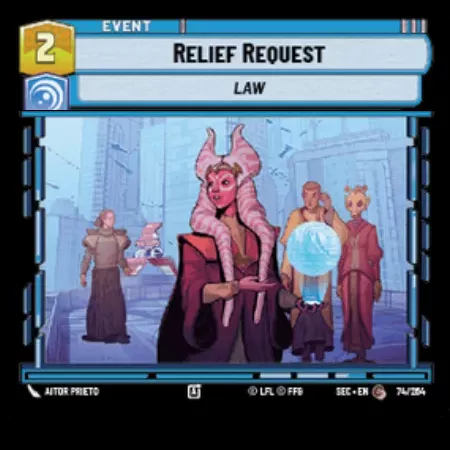 EVENT
2
RELIEF REQUEST
LAW
AITOR PRIETO
© LFL © FFG
SEC • EN
74/264